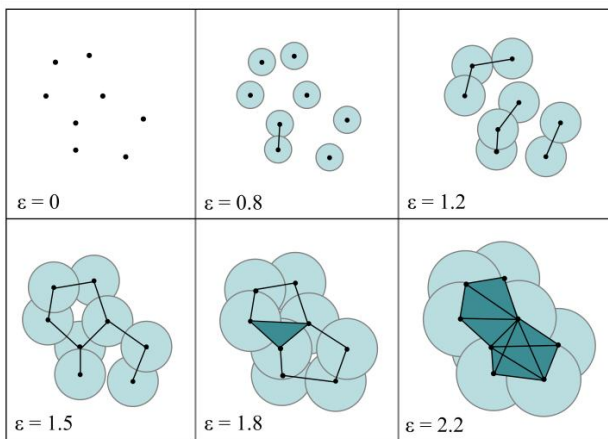 ε = 0
ε = 0.8
ε = 1.2
ε = 1.5
ε = 1.8
ε = 2.2